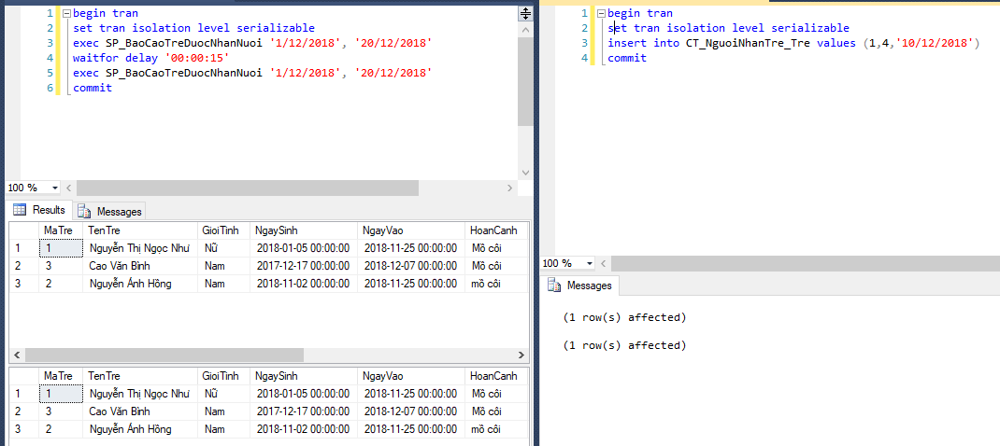 1 begin tran
2 set tran isolation level serializable
3 exec SP_BaoCaoTreDuocNhanNuoi '1/12/2018', '20/12/2018'
4 waitfor delay '00:00:15'
5 exec SP_BaoCaoTreDuocNhanNuoi '1/12/2018', '20/12/2018'
6 commit
100 %
Results Messages
MaTre TenTre GioiTinh NgaySinh NgayVao HoanCanh
1 1 Nguyễn Thị Ngọc Như Nữ 2018-01-05 00:00:00 2018-11-25 00:00:00 Mồ côi
2 3 Cao Văn Bình Nam 2017-12-17 00:00:00 2018-12-07 00:00:00 Mồ côi
3 2 Nguyễn Ánh Hồng Nam 2018-11-02 00:00:00 2018-11-25 00:00:00 mồ côi
MaTre TenTre GioiTinh NgaySinh NgayVao HoanCanh
1 1 Nguyễn Thị Ngọc Như Nữ 2018-01-05 00:00:00 2018-11-25 00:00:00 Mồ côi
2 3 Cao Văn Bình Nam 2017-12-17 00:00:00 2018-12-07 00:00:00 Mồ côi
3 2 Nguyễn Ánh Hồng Nam 2018-11-02 00:00:00 2018-11-25 00:00:00 mồ côi
1 begin tran
2 set tran isolation level serializable
3 insert into CT_NguoiNhanTre_Tre values (1,4,'10/12/2018')
4 commit
100 %
Messages
(1 row(s) affected)
(1 row(s) affected)